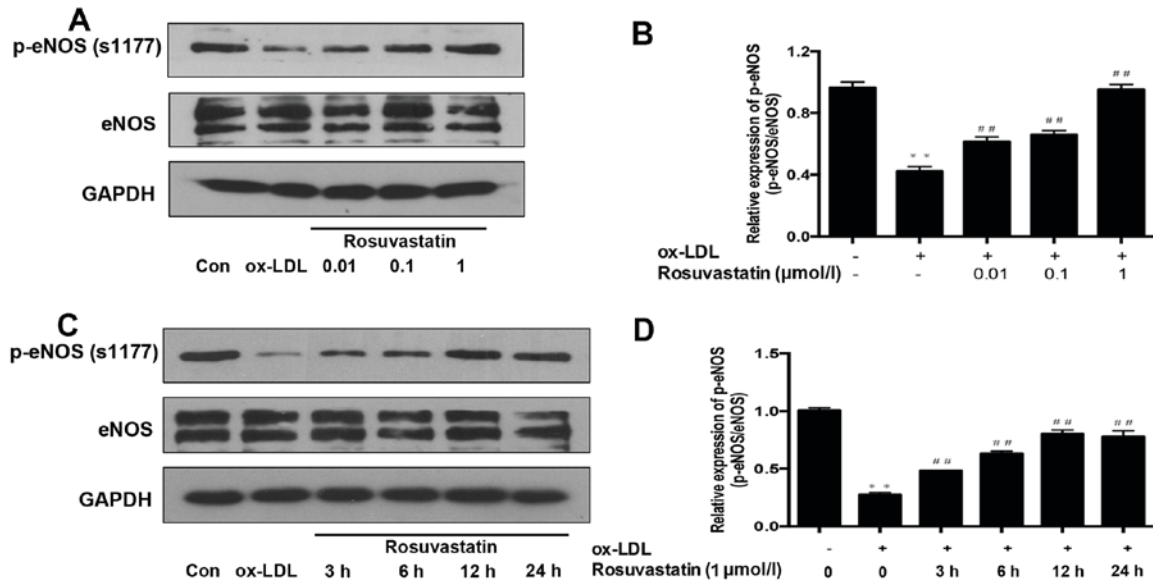 A
p-eNOS (s1177)
eNOS
GAPDH
Rosuvastatin
Con ox-LDL 0.01 0.1 1
B
Relative expression of p-eNOS
(p-eNOS/eNOS)
1.2
0.8
0.4
0.0
** ## ## ##
ox-LDL - + + + +
Rosuvastatin (μmol/l) - - 0.01 0.1 1
C
p-eNOS (s1177)
eNOS
GAPDH
Rosuvastatin
Con ox-LDL 3 h 6 h 12 h 24 h
D
Relative expression of p-eNOS
(p-eNOS/eNOS)
1.5
1.0
0.5
0.0
** ## ## ## ##
ox-LDL - + + + + +
Rosuvastatin (1 μmol/l) 0 0 3 h 6 h 12 h 24 h